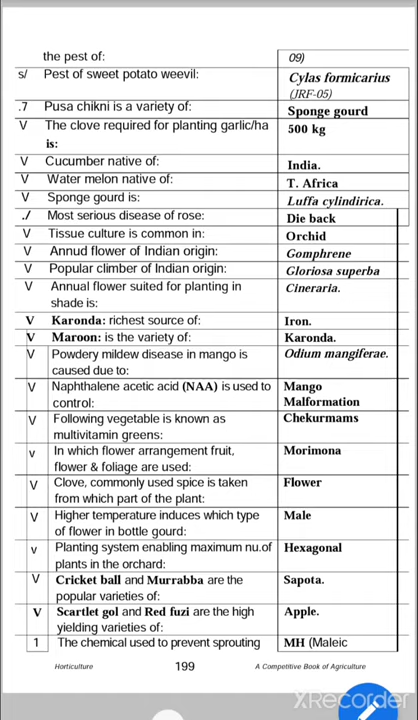 the pest of: 09)
s/ Pest of sweet potato weevil: Cylas formicarius
(JRF-05)
.7 Pusa chikni is a variety of: Sponge gourd
V The clove required for planting garlic/ha 500 kg
is:
V Cucumber native of: India.
V Water melon native of: T. Africa
V Sponge gourd is: Luffa cylindirica.
./ Most serious disease of rose: Die back
V Tissue culture is common in: Orchid
V Annud flower of Indian origin: Gomphrene
V Popular climber of Indian origin: Gloriosa superba
V Annual flower suited for planting in Cineraria.
shade is:
V Karonda: richest source of: Iron.
V Maroon: is the variety of: Karonda.
V Powdery mildew disease in mango is Odium mangiferae.
caused due to:
V Naphthalene acetic acid (NAA) is used to Mango
control: Malformation
V Following vegetable is known as Chekurmams
multivitamin greens:
v In which flower arrangement fruit, Morimona
flower & foliage are used:
V Clove, commonly used spice is taken Flower
from which part of the plant:
V Higher temperature induces which type Male
of flower in bottle gourd:
v Planting system enabling maximum nu.of Hexagonal
plants in the orchard:
V Cricket ball and Murrabba are the Sapota.
popular varieties of:
V Scartlet gol and Red fuzi are the high Apple.
yielding varieties of:
1 The chemical used to prevent sprouting MH (Maleic
Horticulture 199 A Competitive Book of Agriculture
XRecorder